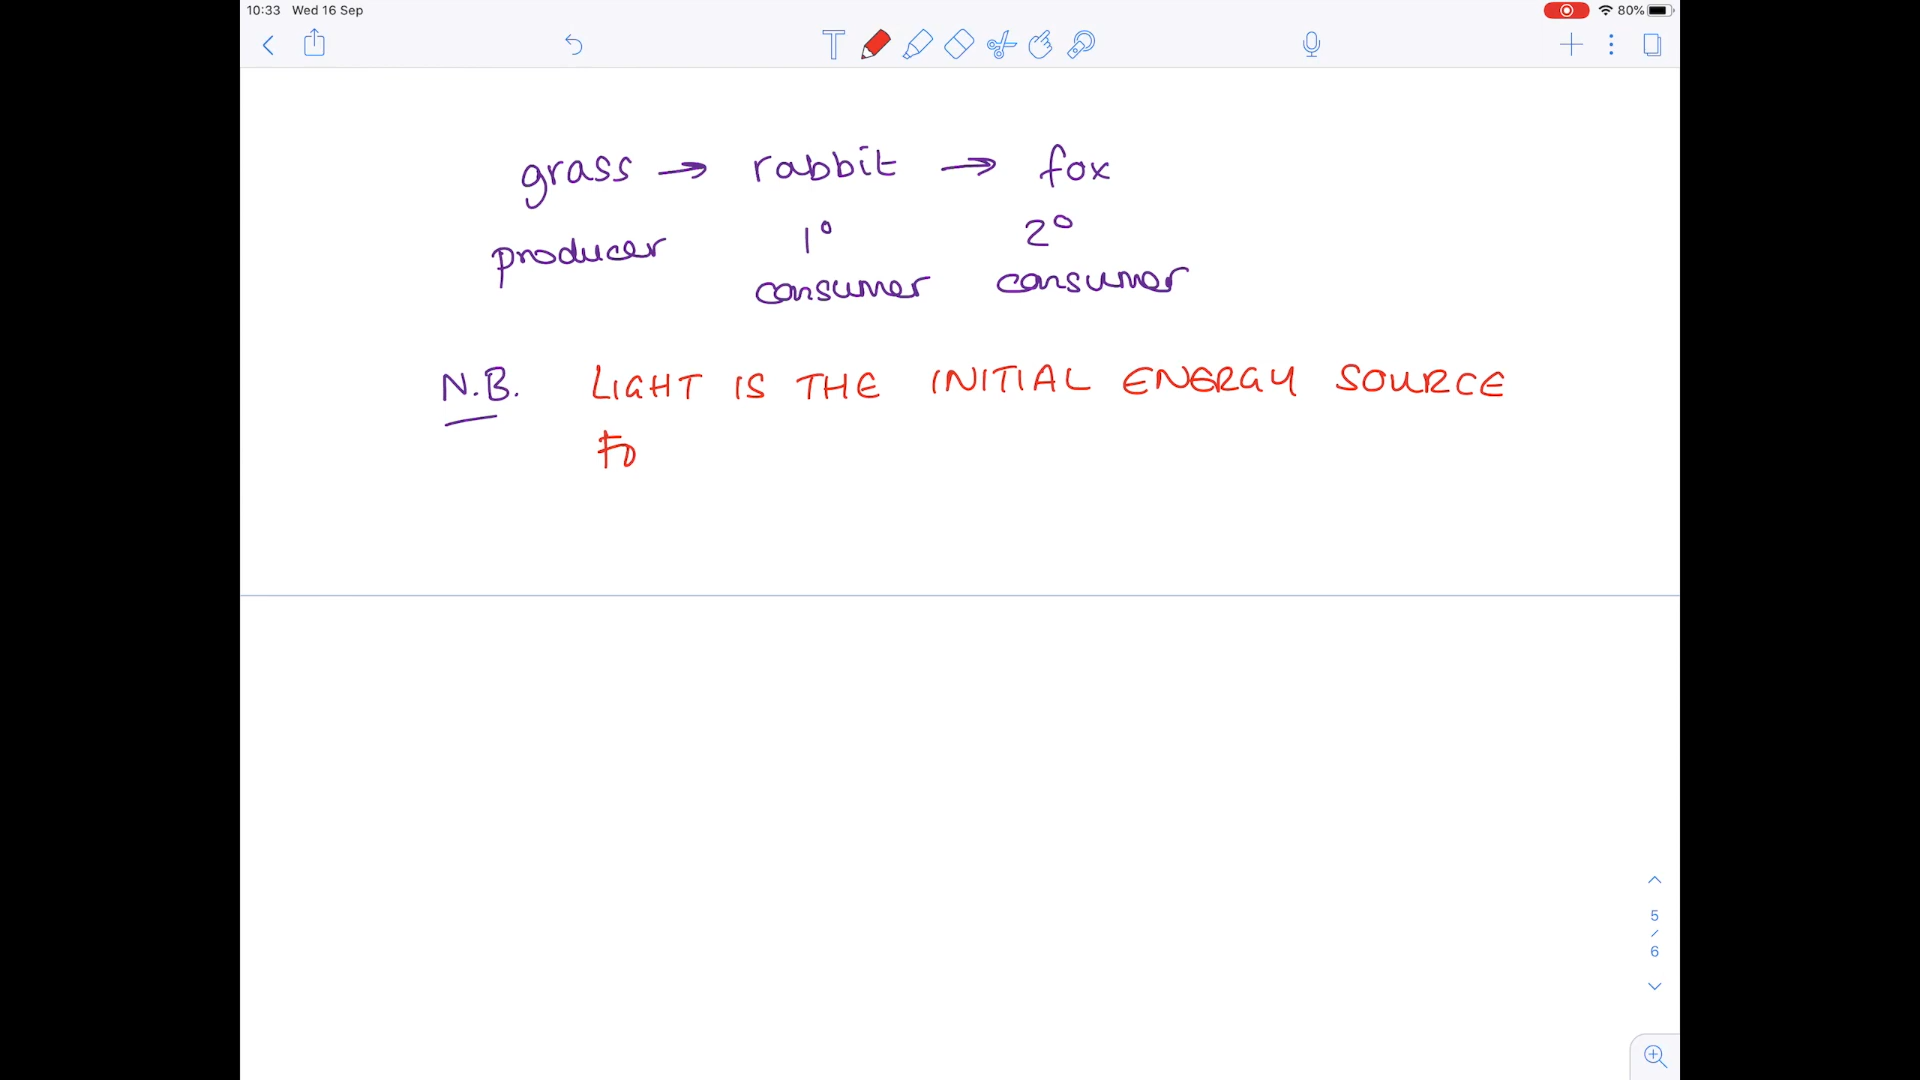 10:33 Wed 16 Sep 80%
T
grass → rabbit → fox
producer 1° 2°
consumer consumer
N.B. LIGHT IS THE INITIAL ENERGY SOURCE
FO
5
/
6